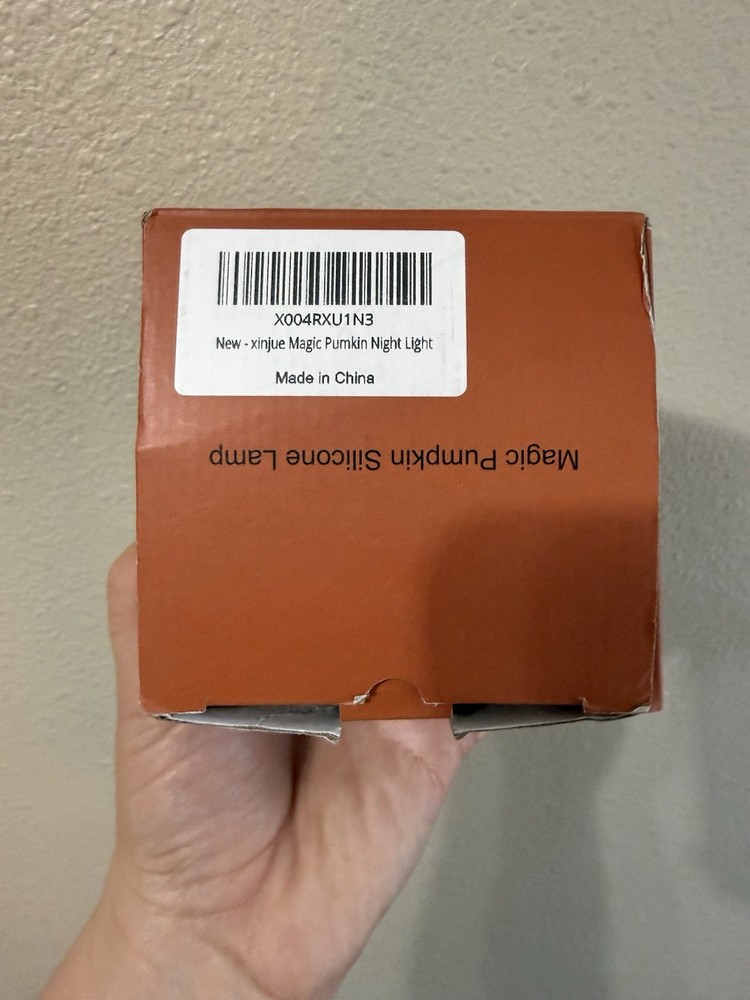 X004RXU1N3
New - xinjue Magic Pumkin Night Light
Made in China
Magic Pumpkin Silicone Lamp